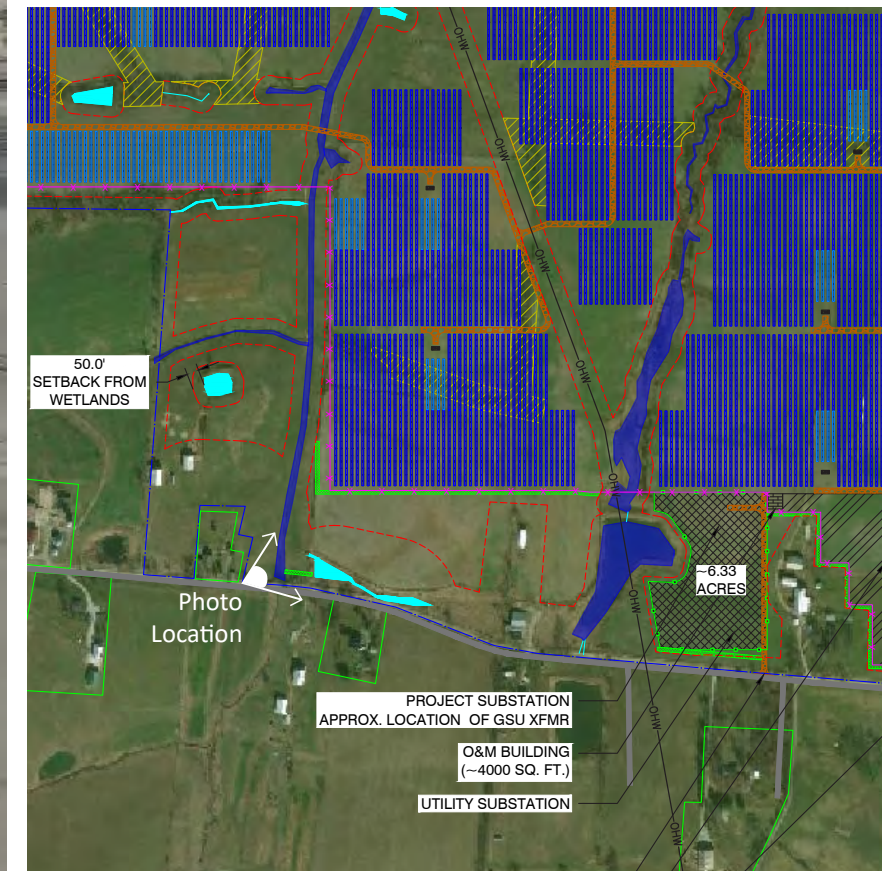 OHW
OHW
OHW
50.0'
SETBACK FROM
WETLANDS
OHW
OHW
~6.33
ACRES
Photo
Location
OHW
PROJECT SUBSTATION
APPROX. LOCATION OF GSU XFMR
O&M BUILDING
(~4000 SQ. FT.)
UTILITY SUBSTATION
OHW
OHW